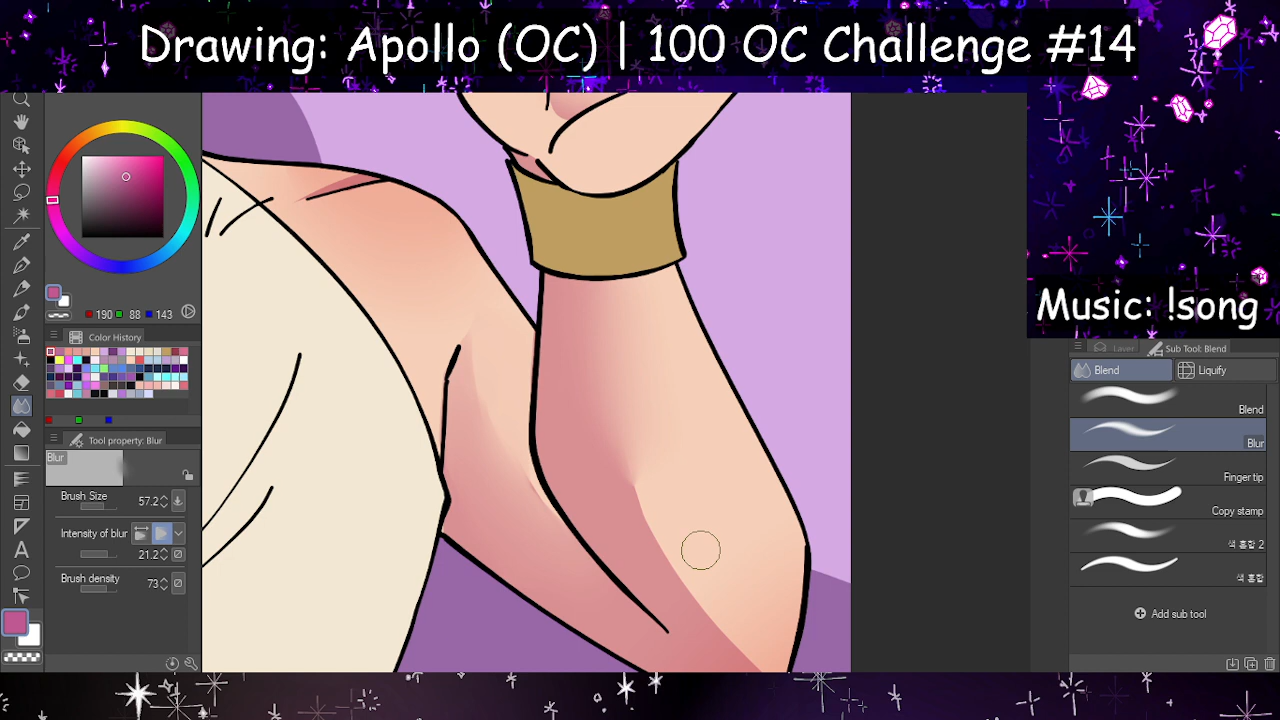 Drawing: Apollo (OC) | 100 OC Challenge #14
Music: !song
190 88 143
Color History
Tool property: Blur
Blur
Brush Size 57.2
Intensity of blur
21.2
Brush density 73
Layer Sub Tool: Blend
Blend Liquify
Blend
Blur
Finger tip
Copy stamp
색 혼합 2
색 혼합
Add sub tool